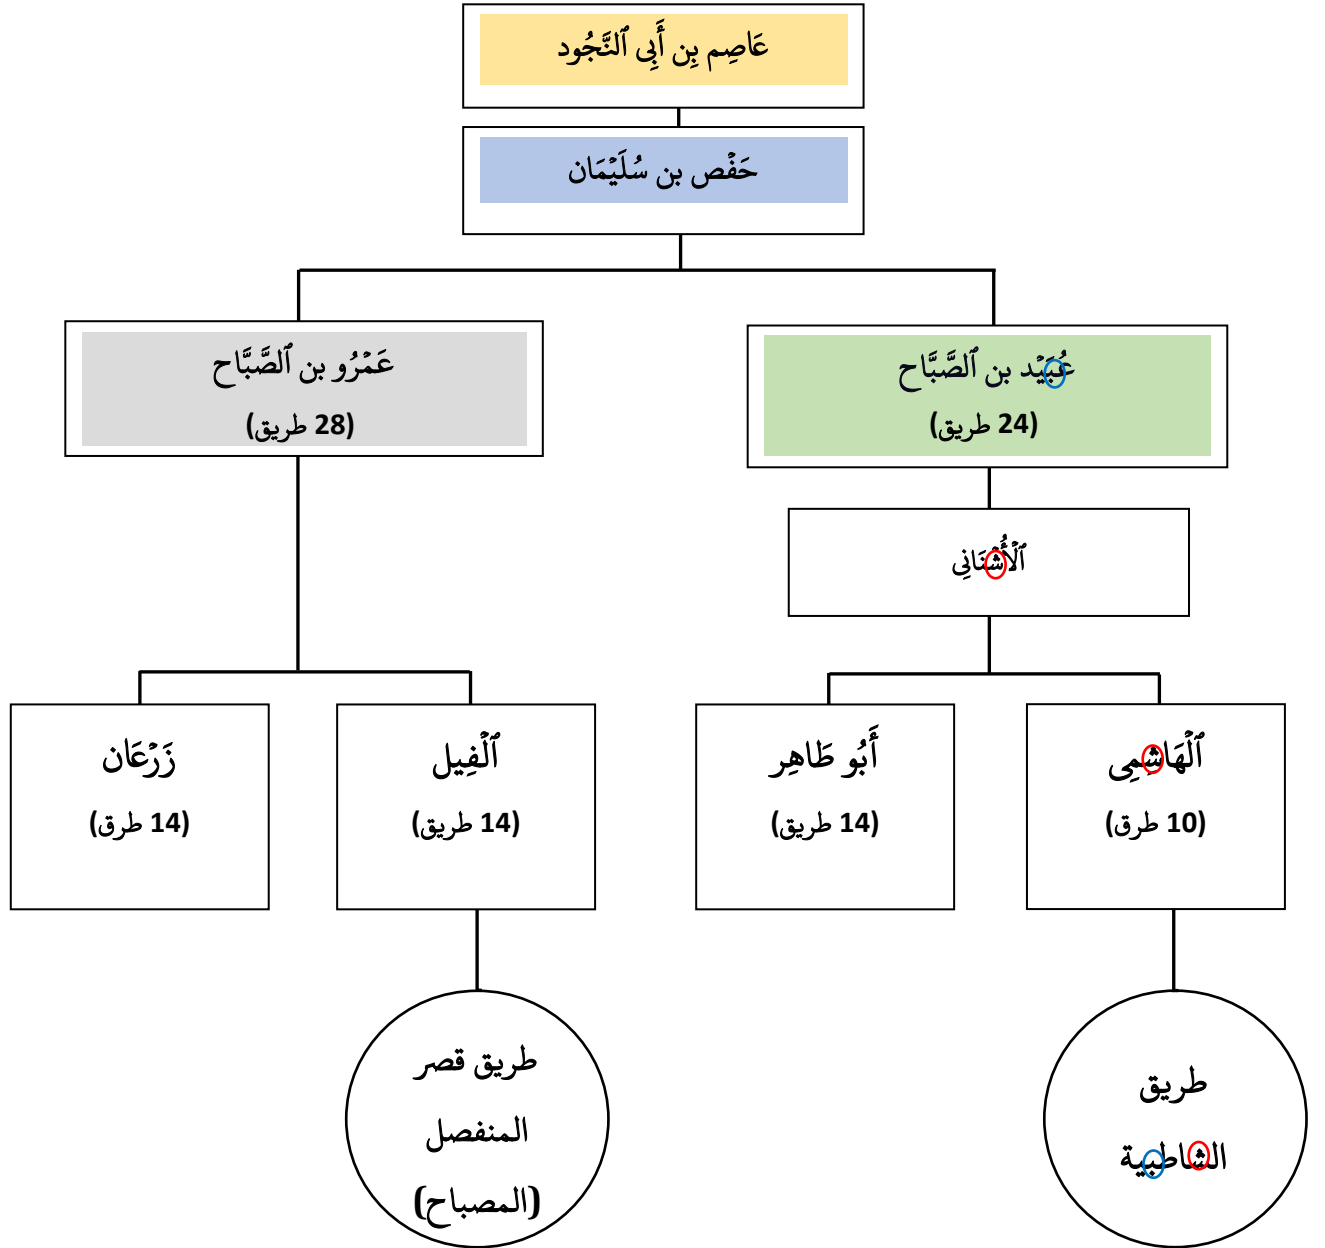 عَاصِم بِن أَبِى ٱلنَّجُود
حَفۡص بن سُلَيۡمَان
عُبَيۡد بن ٱلصَّبَّاح
(24 طريق)
عَمۡرُو بن ٱلصَّبَّاح
(28 طريق)
ٱلۡأُشۡنَانِى
ٱلۡهَاشِمِى
(10 طرق)
أَبُو طَاهِر
(14 طريق)
ٱلۡفِيل
(14 طريق)
زَرۡعَان
(14 طرق)
طريق
الشاطبية
طريق قصر
المنفصل
(المصباح)